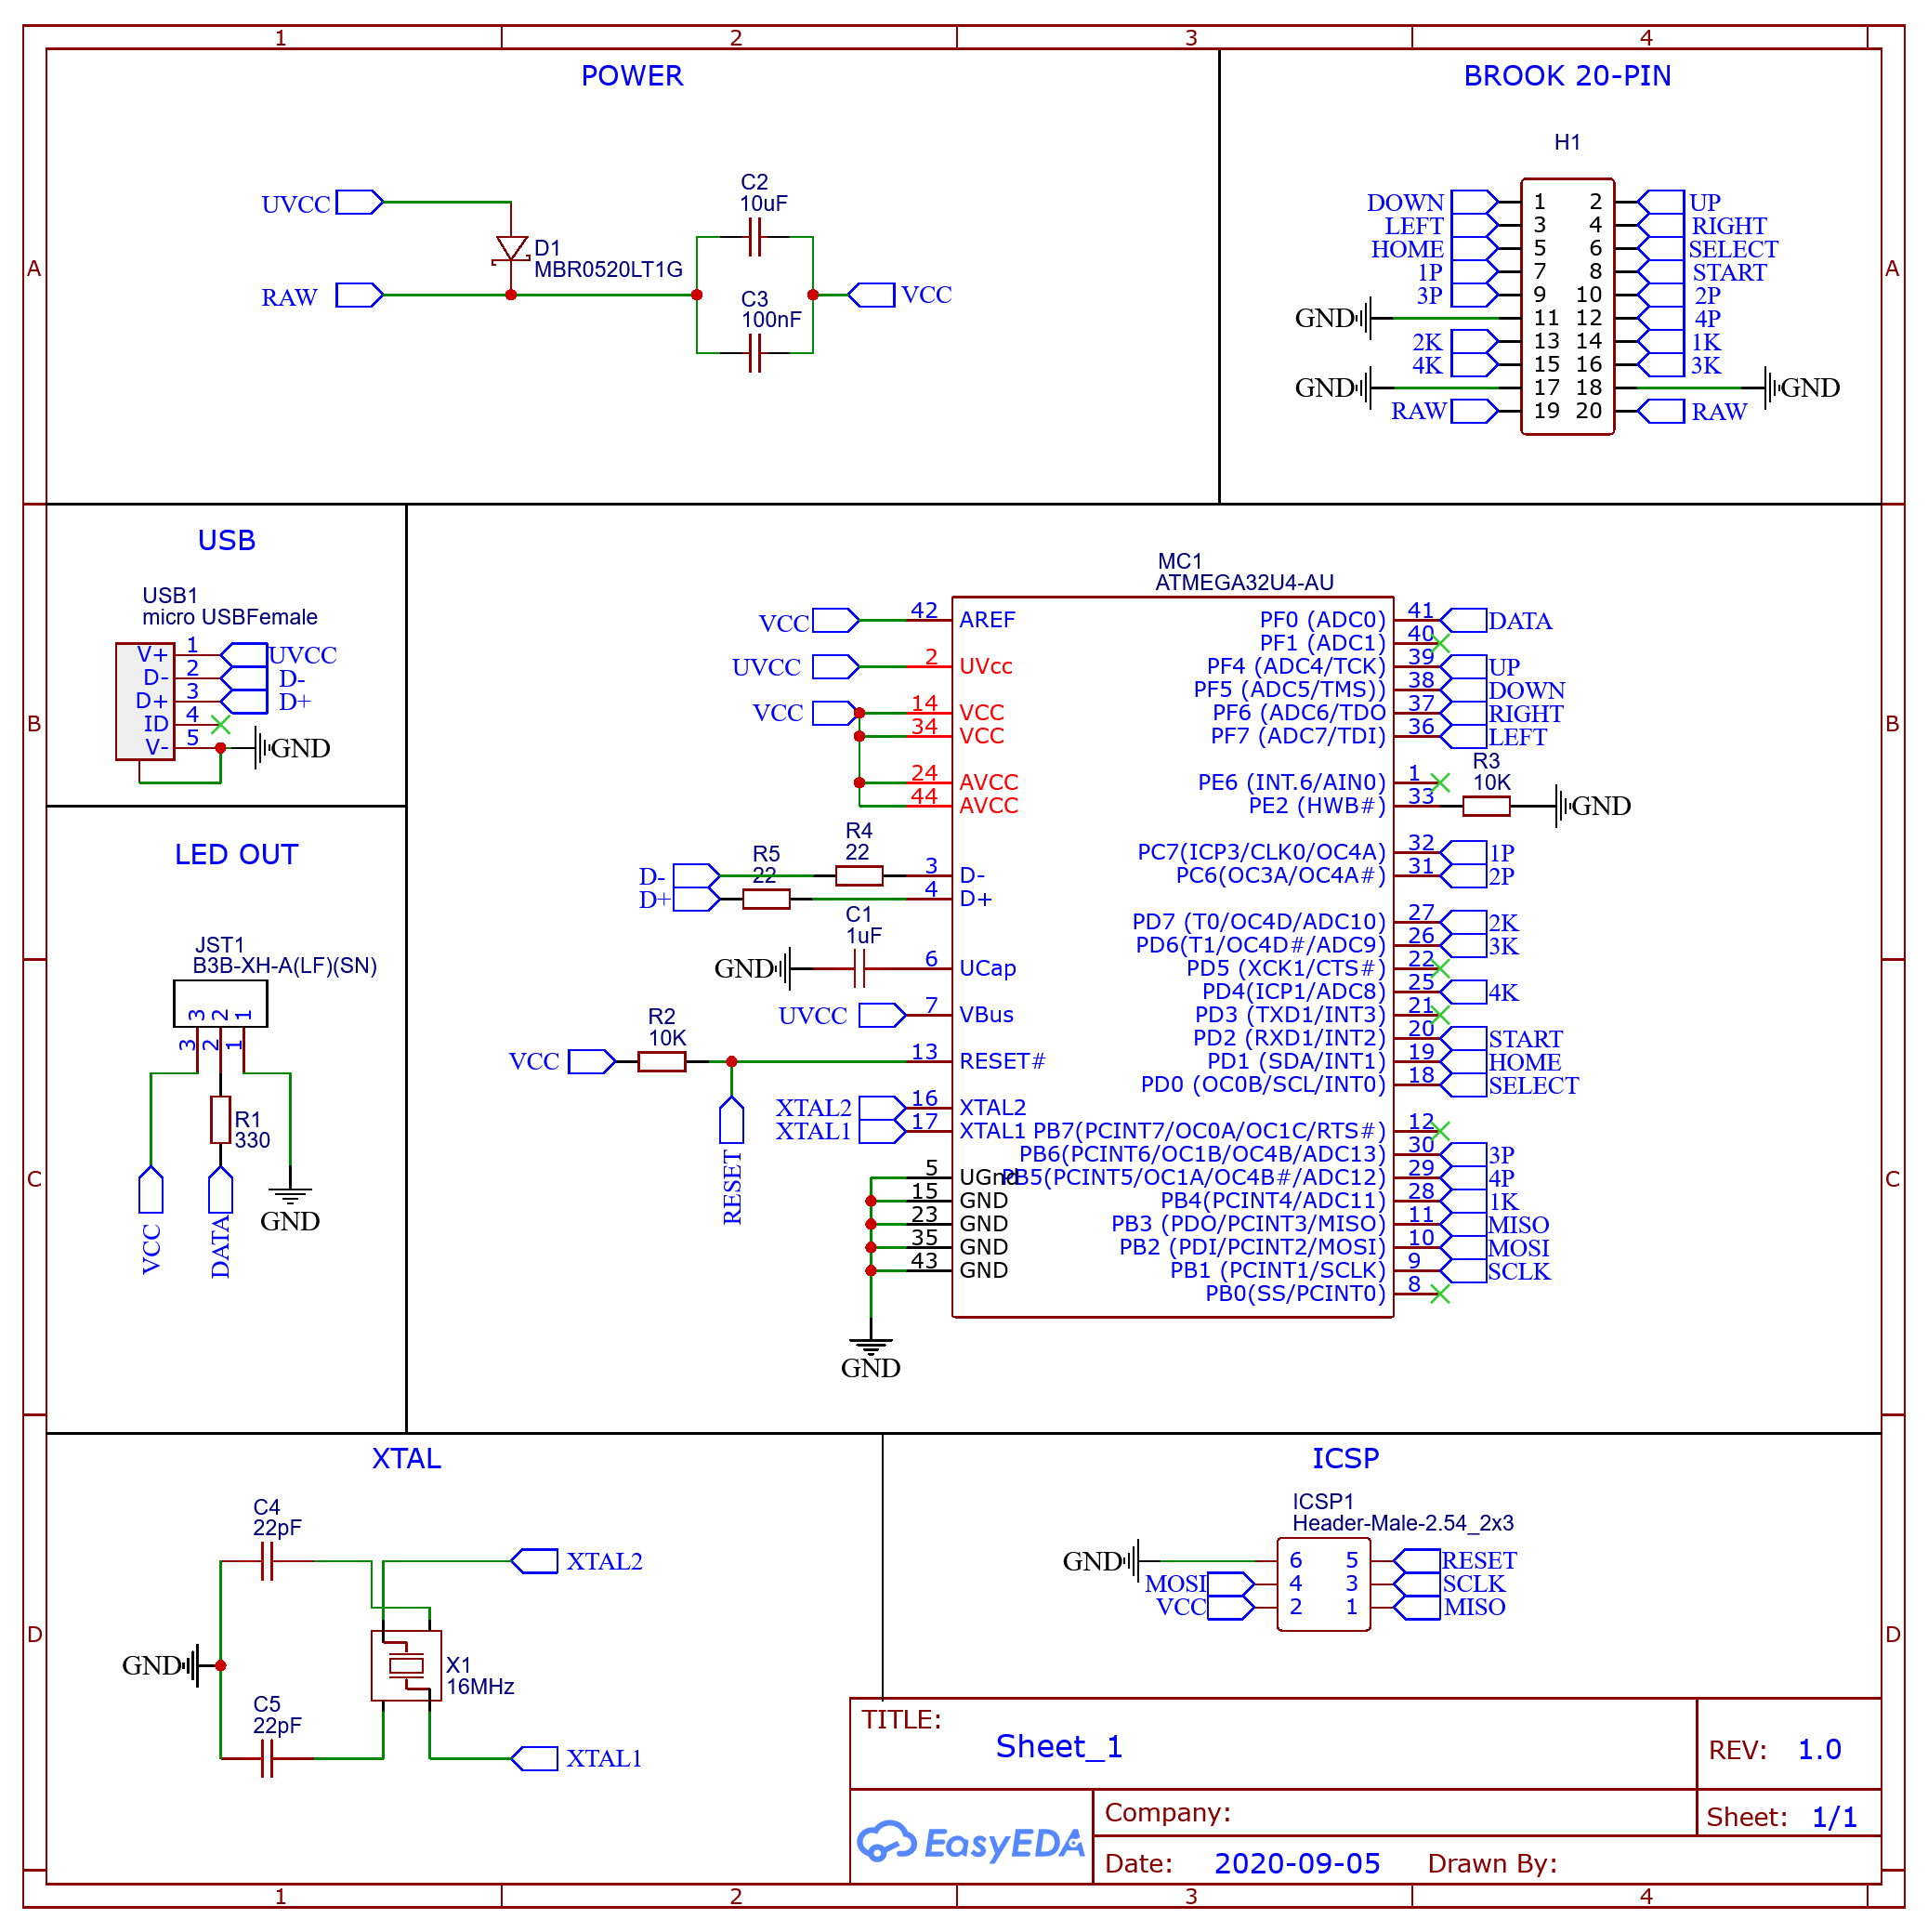 1 2 3 4
POWER
UVCC
D1
MBR0520LT1G
RAW
C2
10uF
C3
100nF
VCC
BROOK 20-PIN
H1
DOWN 1 2 UP
LEFT 3 4 RIGHT
HOME 5 6 SELECT
1P 7 8 START
3P 9 10 2P
GND 11 12 4P
2K 13 14 1K
4K 15 16 3K
GND 17 18 GND
RAW 19 20 RAW
A A
USB
USB1
micro USBFemale
V+ 1 UVCC
D- 2 D-
D+ 3 D+
ID 4
V- 5 GND
B B
LED OUT
JST1
B3B-XH-A(LF)(SN)
3 2 1
3 2 1
R1
330
VCC
DATA
GND
MC1
ATMEGA32U4-AU
VCC 42 AREF
UVCC 2 UVcc
VCC 14 VCC
34 VCC
24 AVCC
44 AVCC
R4
22
R5
22
D- 3 D-
D+ 4 D+
C1
1uF
GND 6 UCap
UVCC 7 VBus
R2
10K
VCC 13 RESET#
RESET
XTAL2 16 XTAL2
XTAL1 17 XTAL1
5 UGnd
15 GND
23 GND
35 GND
43 GND
GND
PF0 (ADC0) 41 DATA
PF1 (ADC1) 40
PF4 (ADC4/TCK) 39 UP
PF5 (ADC5/TMS)) 38 DOWN
PF6 (ADC6/TDO 37 RIGHT
PF7 (ADC7/TDI) 36 LEFT
R3
10K
PE6 (INT.6/AIN0) 1
PE2 (HWB#) 33 GND
PC7(ICP3/CLK0/OC4A) 32 1P
PC6(OC3A/OC4A#) 31 2P
PD7 (T0/OC4D/ADC10) 27 2K
PD6(T1/OC4D#/ADC9) 26 3K
PD5 (XCK1/CTS#) 22
PD4(ICP1/ADC8) 25 4K
PD3 (TXD1/INT3) 21
PD2 (RXD1/INT2) 20 START
PD1 (SDA/INT1) 19 HOME
PD0 (OC0B/SCL/INT0) 18 SELECT
PB7(PCINT7/OC0A/OC1C/RTS#) 12
PB6(PCINT6/OC1B/OC4B/ADC13) 30 3P
PB5(PCINT5/OC1A/OC4B#/ADC12) 29 4P
PB4(PCINT4/ADC11) 28 1K
PB3 (PDO/PCINT3/MISO) 11 MISO
PB2 (PDI/PCINT2/MOSI) 10 MOSI
PB1 (PCINT1/SCLK) 9 SCLK
PB0(SS/PCINT0) 8
C C
XTAL
C4
22pF
XTAL2
GND
X1
16MHz
C5
22pF
XTAL1
ICSP
ICSP1
Header-Male-2.54_2x3
GND 6 5 RESET
MOSI 4 3 SCLK
VCC 2 1 MISO
D D
TITLE:
Sheet_1
REV: 1.0
EasyEDA
Company:
Sheet: 1/1
Date: 2020-09-05 Drawn By:
1 2 3 4